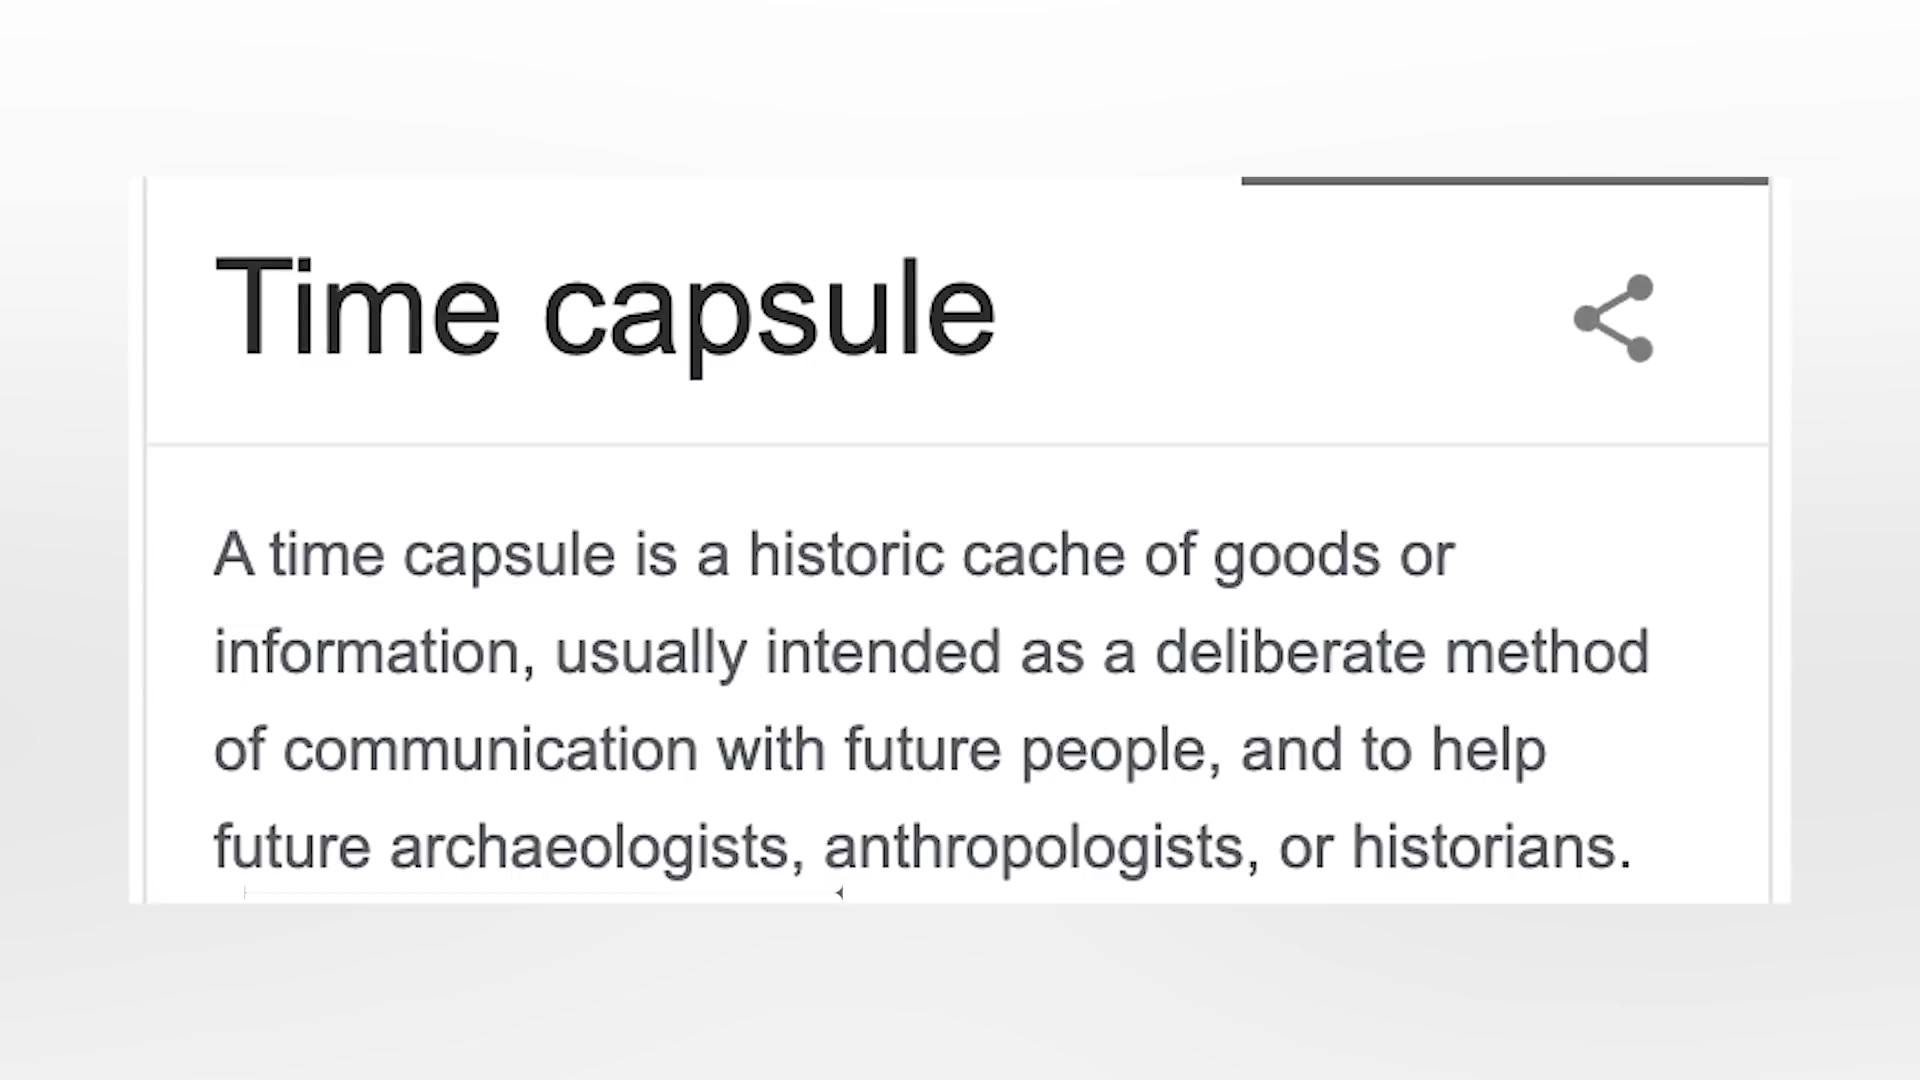 Time capsule
A time capsule is a historic cache of goods or
information, usually intended as a deliberate method
of communication with future people, and to help
future archaeologists, anthropologists, or historians.